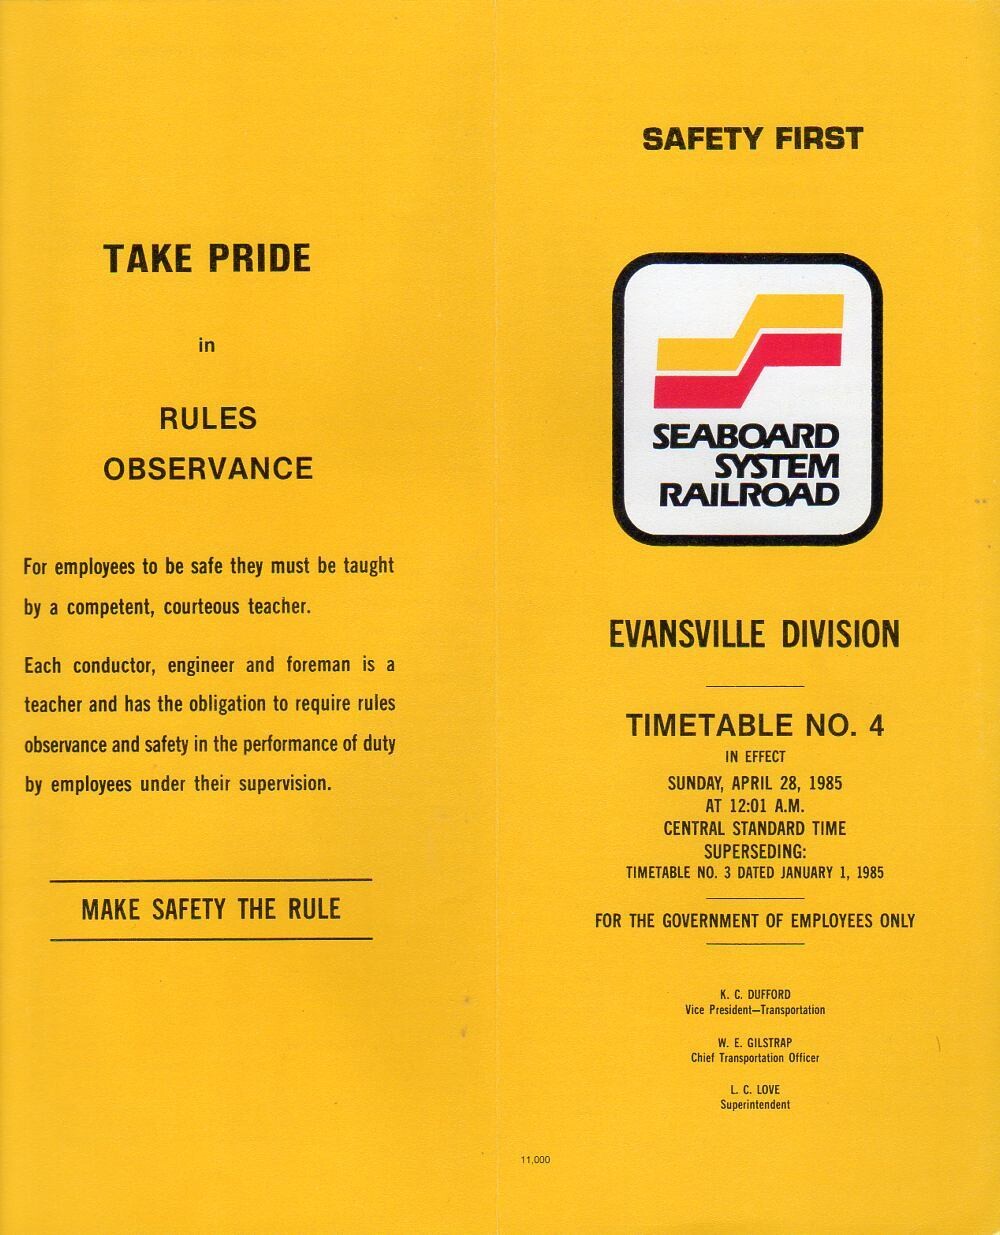 TAKE PRIDE
in
RULES
OBSERVANCE
For employees to be safe they must be taught
by a competent, courteous teacher.
Each conductor, engineer and foreman is a
teacher and has the obligation to require rules
observance and safety in the performance of duty
by employees under their supervision.
MAKE SAFETY THE RULE
SAFETY FIRST
SEABOARD
SYSTEM
RAILROAD
EVANSVILLE DIVISION
TIMETABLE NO. 4
IN EFFECT
SUNDAY, APRIL 28, 1985
AT 12:01 A.M.
CENTRAL STANDARD TIME
SUPERSEDING:
TIMETABLE NO. 3 DATED JANUARY 1, 1985
FOR THE GOVERNMENT OF EMPLOYEES ONLY
K. C. DUFFORD
Vice President—Transportation
W. E. GILSTRAP
Chief Transportation Officer
L. C. LOVE
Superintendent
11,000